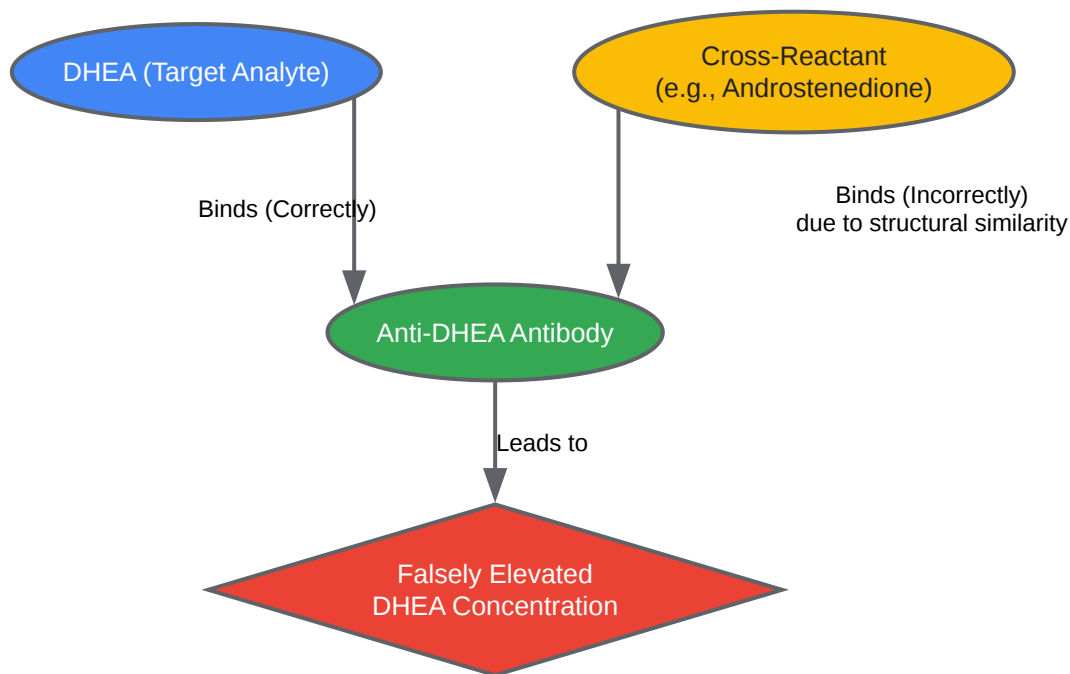 DHEA (Target Analyte)
Cross-Reactant
(e.g., Androstenedione)
Binds (Correctly)
Binds (Incorrectly)
due to structural similarity
Anti-DHEA Antibody
Leads to
Falsely Elevated
DHEA Concentration